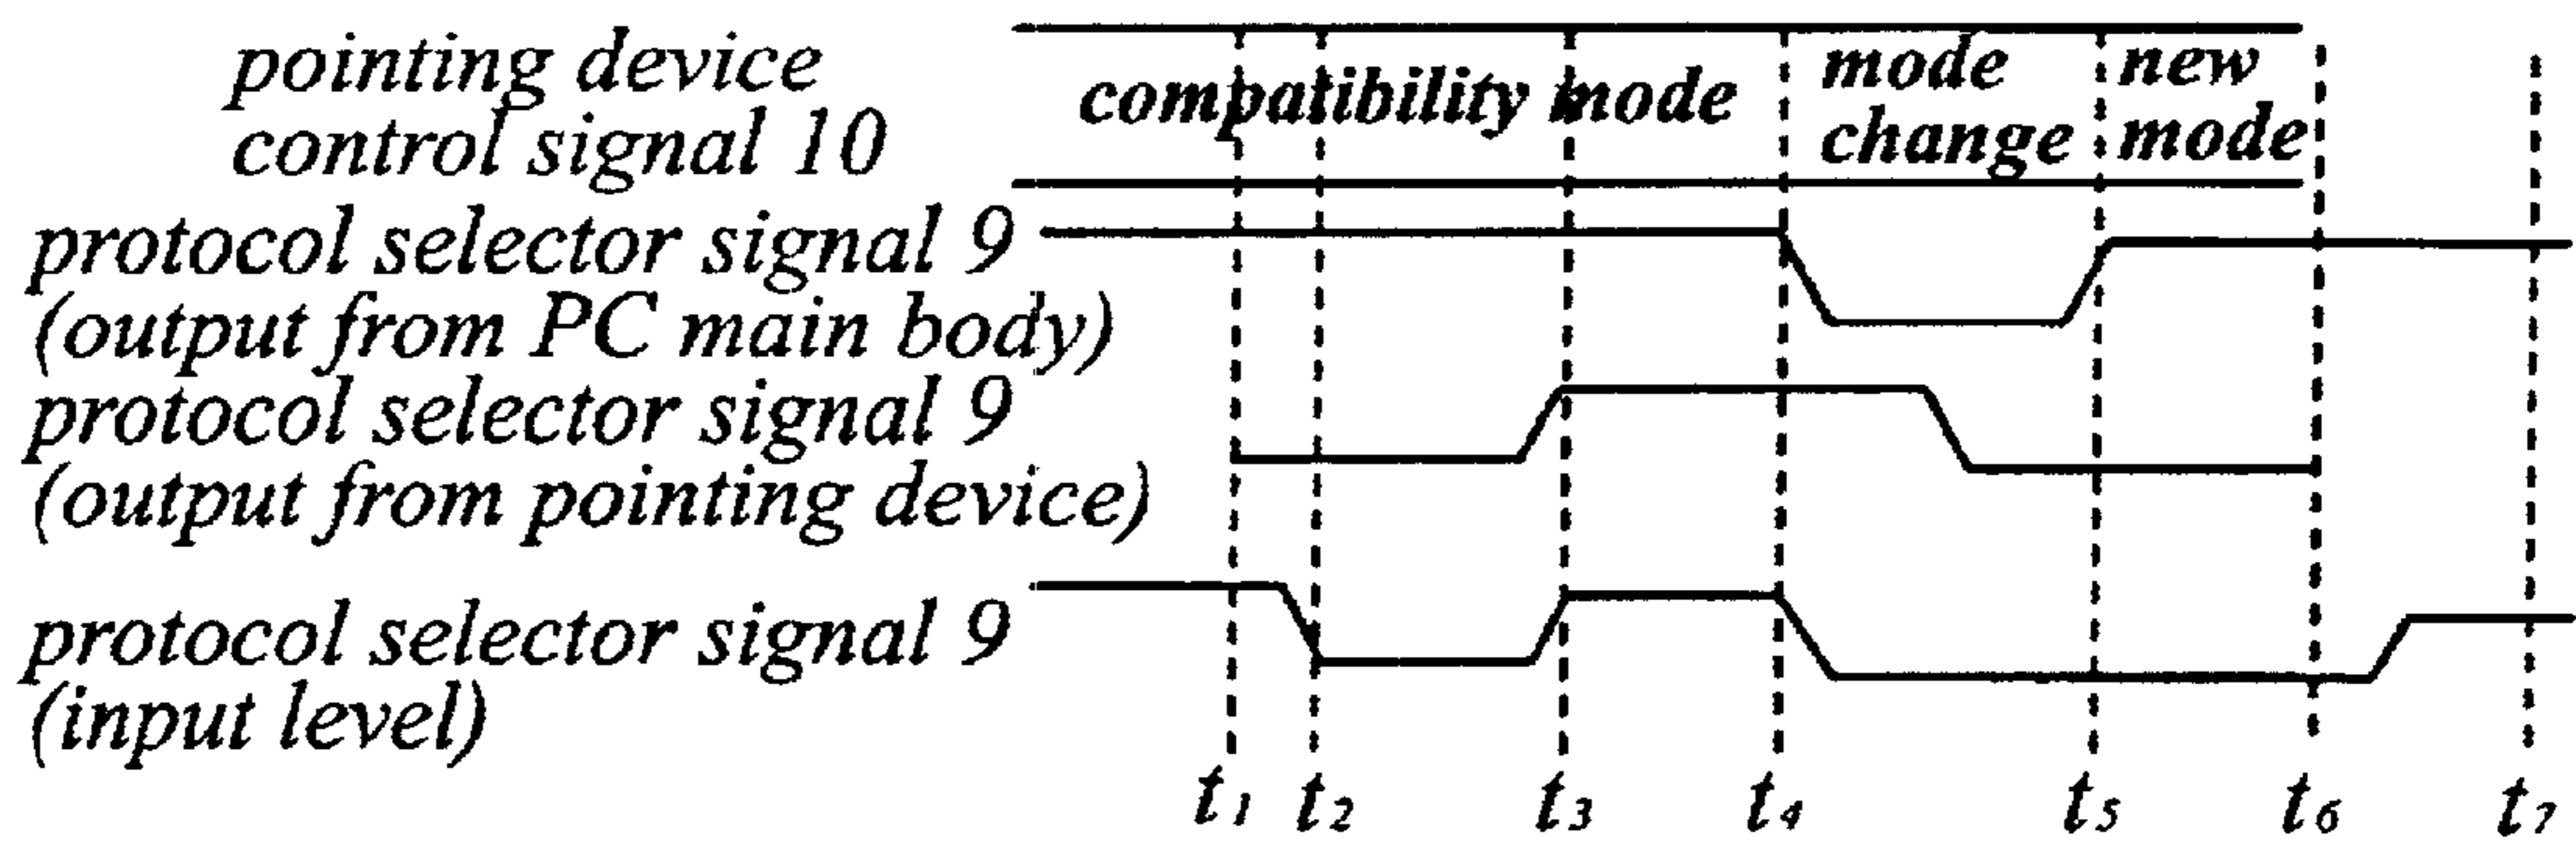 pointing device
control signal 10
compatibility mode
mode
change
new
mode
protocol selector signal 9
(output from PC main body)
protocol selector signal 9
(output from pointing device)
protocol selector signal 9
(input level)
t1 t2 t3 t4 t5 t6 t7